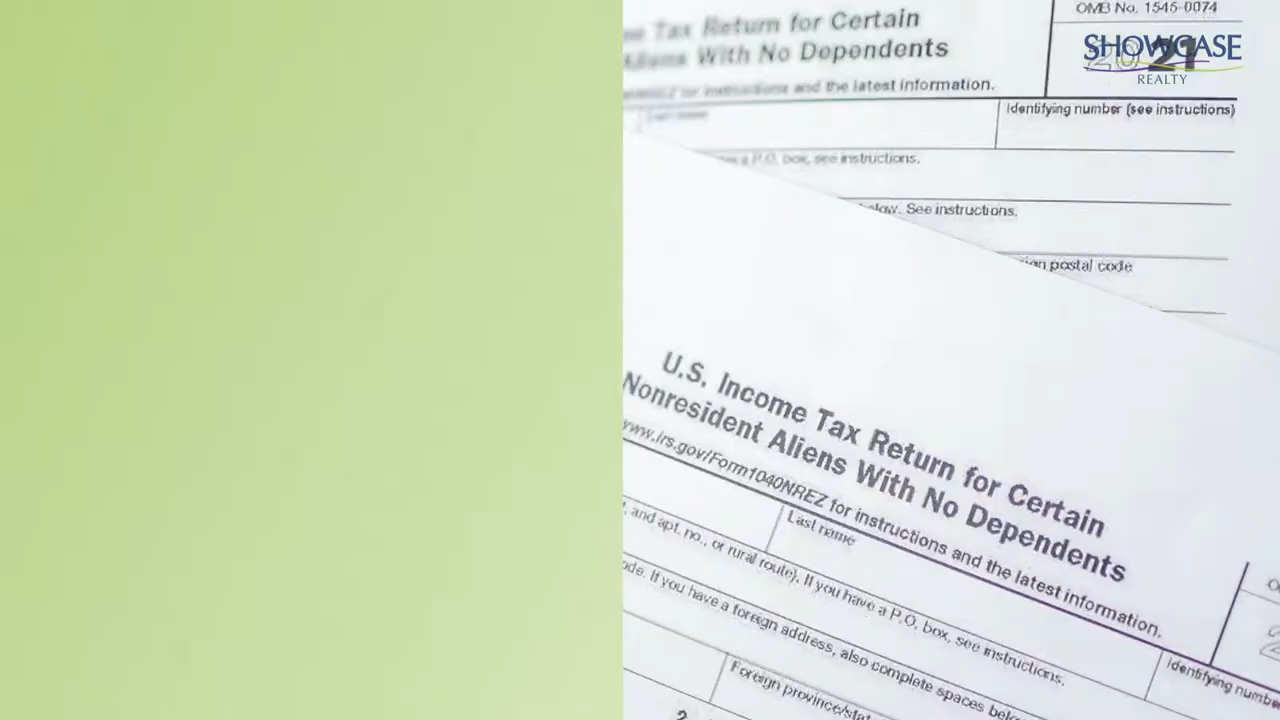 Tax Return for Certain
Aliens With No Dependents
for instructions and the latest information.
OMB No. 1545-0074
21
SHOWCASE
REALTY
Identifying number (see instructions)
a P.O. box, see instructions.
below. See instructions.
postal code
U.S. Income Tax Return for Certain
Nonresident Aliens With No Dependents
www.irs.gov/Form1040NREZ for instructions and the latest information.
Last name
Identifying number
, and apt. no., or rural route). If you have a P.O. box, see instructions.
ode. If you have a foreign address, also complete spaces below
Foreign province/stat
2